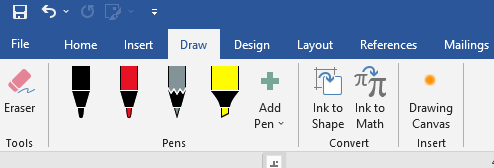 File Home Insert Draw Design Layout References Mailings
Eraser
Add
Pen
Ink to
Shape
Ink to
Math
Drawing
Canvas
Tools Pens Convert Insert